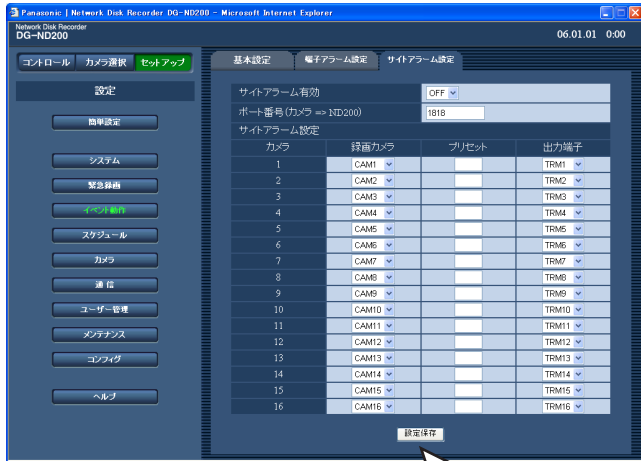 Panasonic | Network Disk Recorder DG-ND200 - Microsoft Internet Explorer
Network Disk Recorder
DG-ND200
06.01.01 0:00
コントロール カメラ選択 セットアップ
設定
簡単設定
システム
緊急録画
イベント動作
スケジュール
カメラ
通信
ユーザー管理
メンテナンス
コンフィグ
ヘルプ
基本設定 端子アラーム設定 サイトアラーム設定
サイトアラーム有効 OFF
ポート番号(カメラ => ND200) 1818
サイトアラーム設定
カメラ 録画カメラ プリセット 出力端子
1 CAM1 TRM1
2 CAM2 TRM2
3 CAM3 TRM3
4 CAM4 TRM4
5 CAM5 TRM5
6 CAM6 TRM6
7 CAM7 TRM7
8 CAM8 TRM8
9 CAM9 TRM9
10 CAM10 TRM10
11 CAM11 TRM11
12 CAM12 TRM12
13 CAM13 TRM13
14 CAM14 TRM14
15 CAM15 TRM15
16 CAM16 TRM16
設定保存